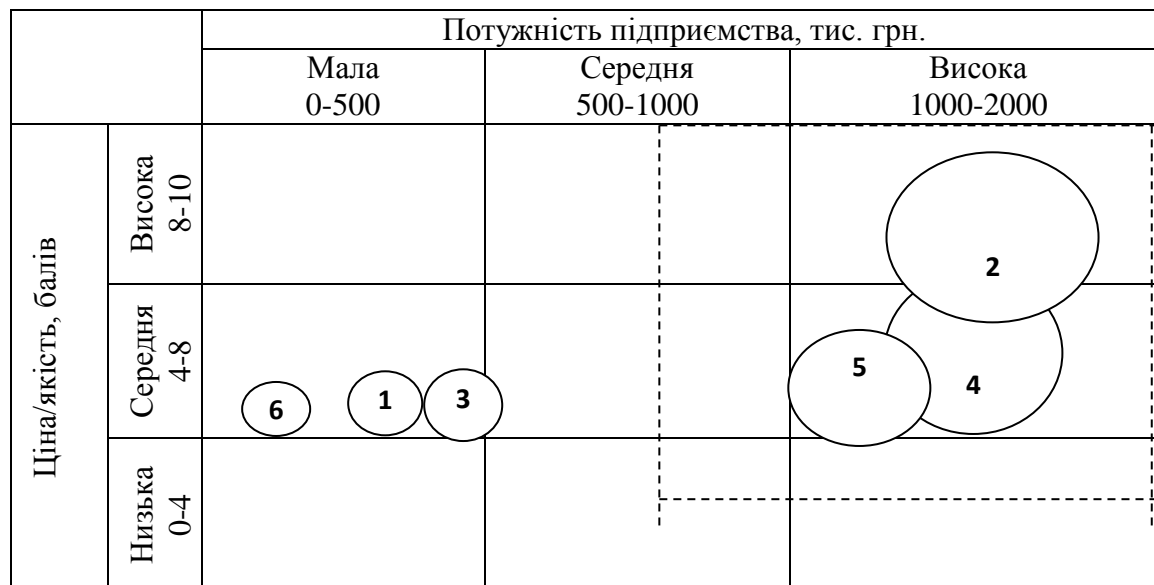 Потужність підприємства, тис. грн.
Мала
0-500
Середня
500-1000
Висока
1000-2000
Ціна/якість, балів
Висока
8-10
2
Середня
4-8
6
1
3
5
4
Низька
0-4